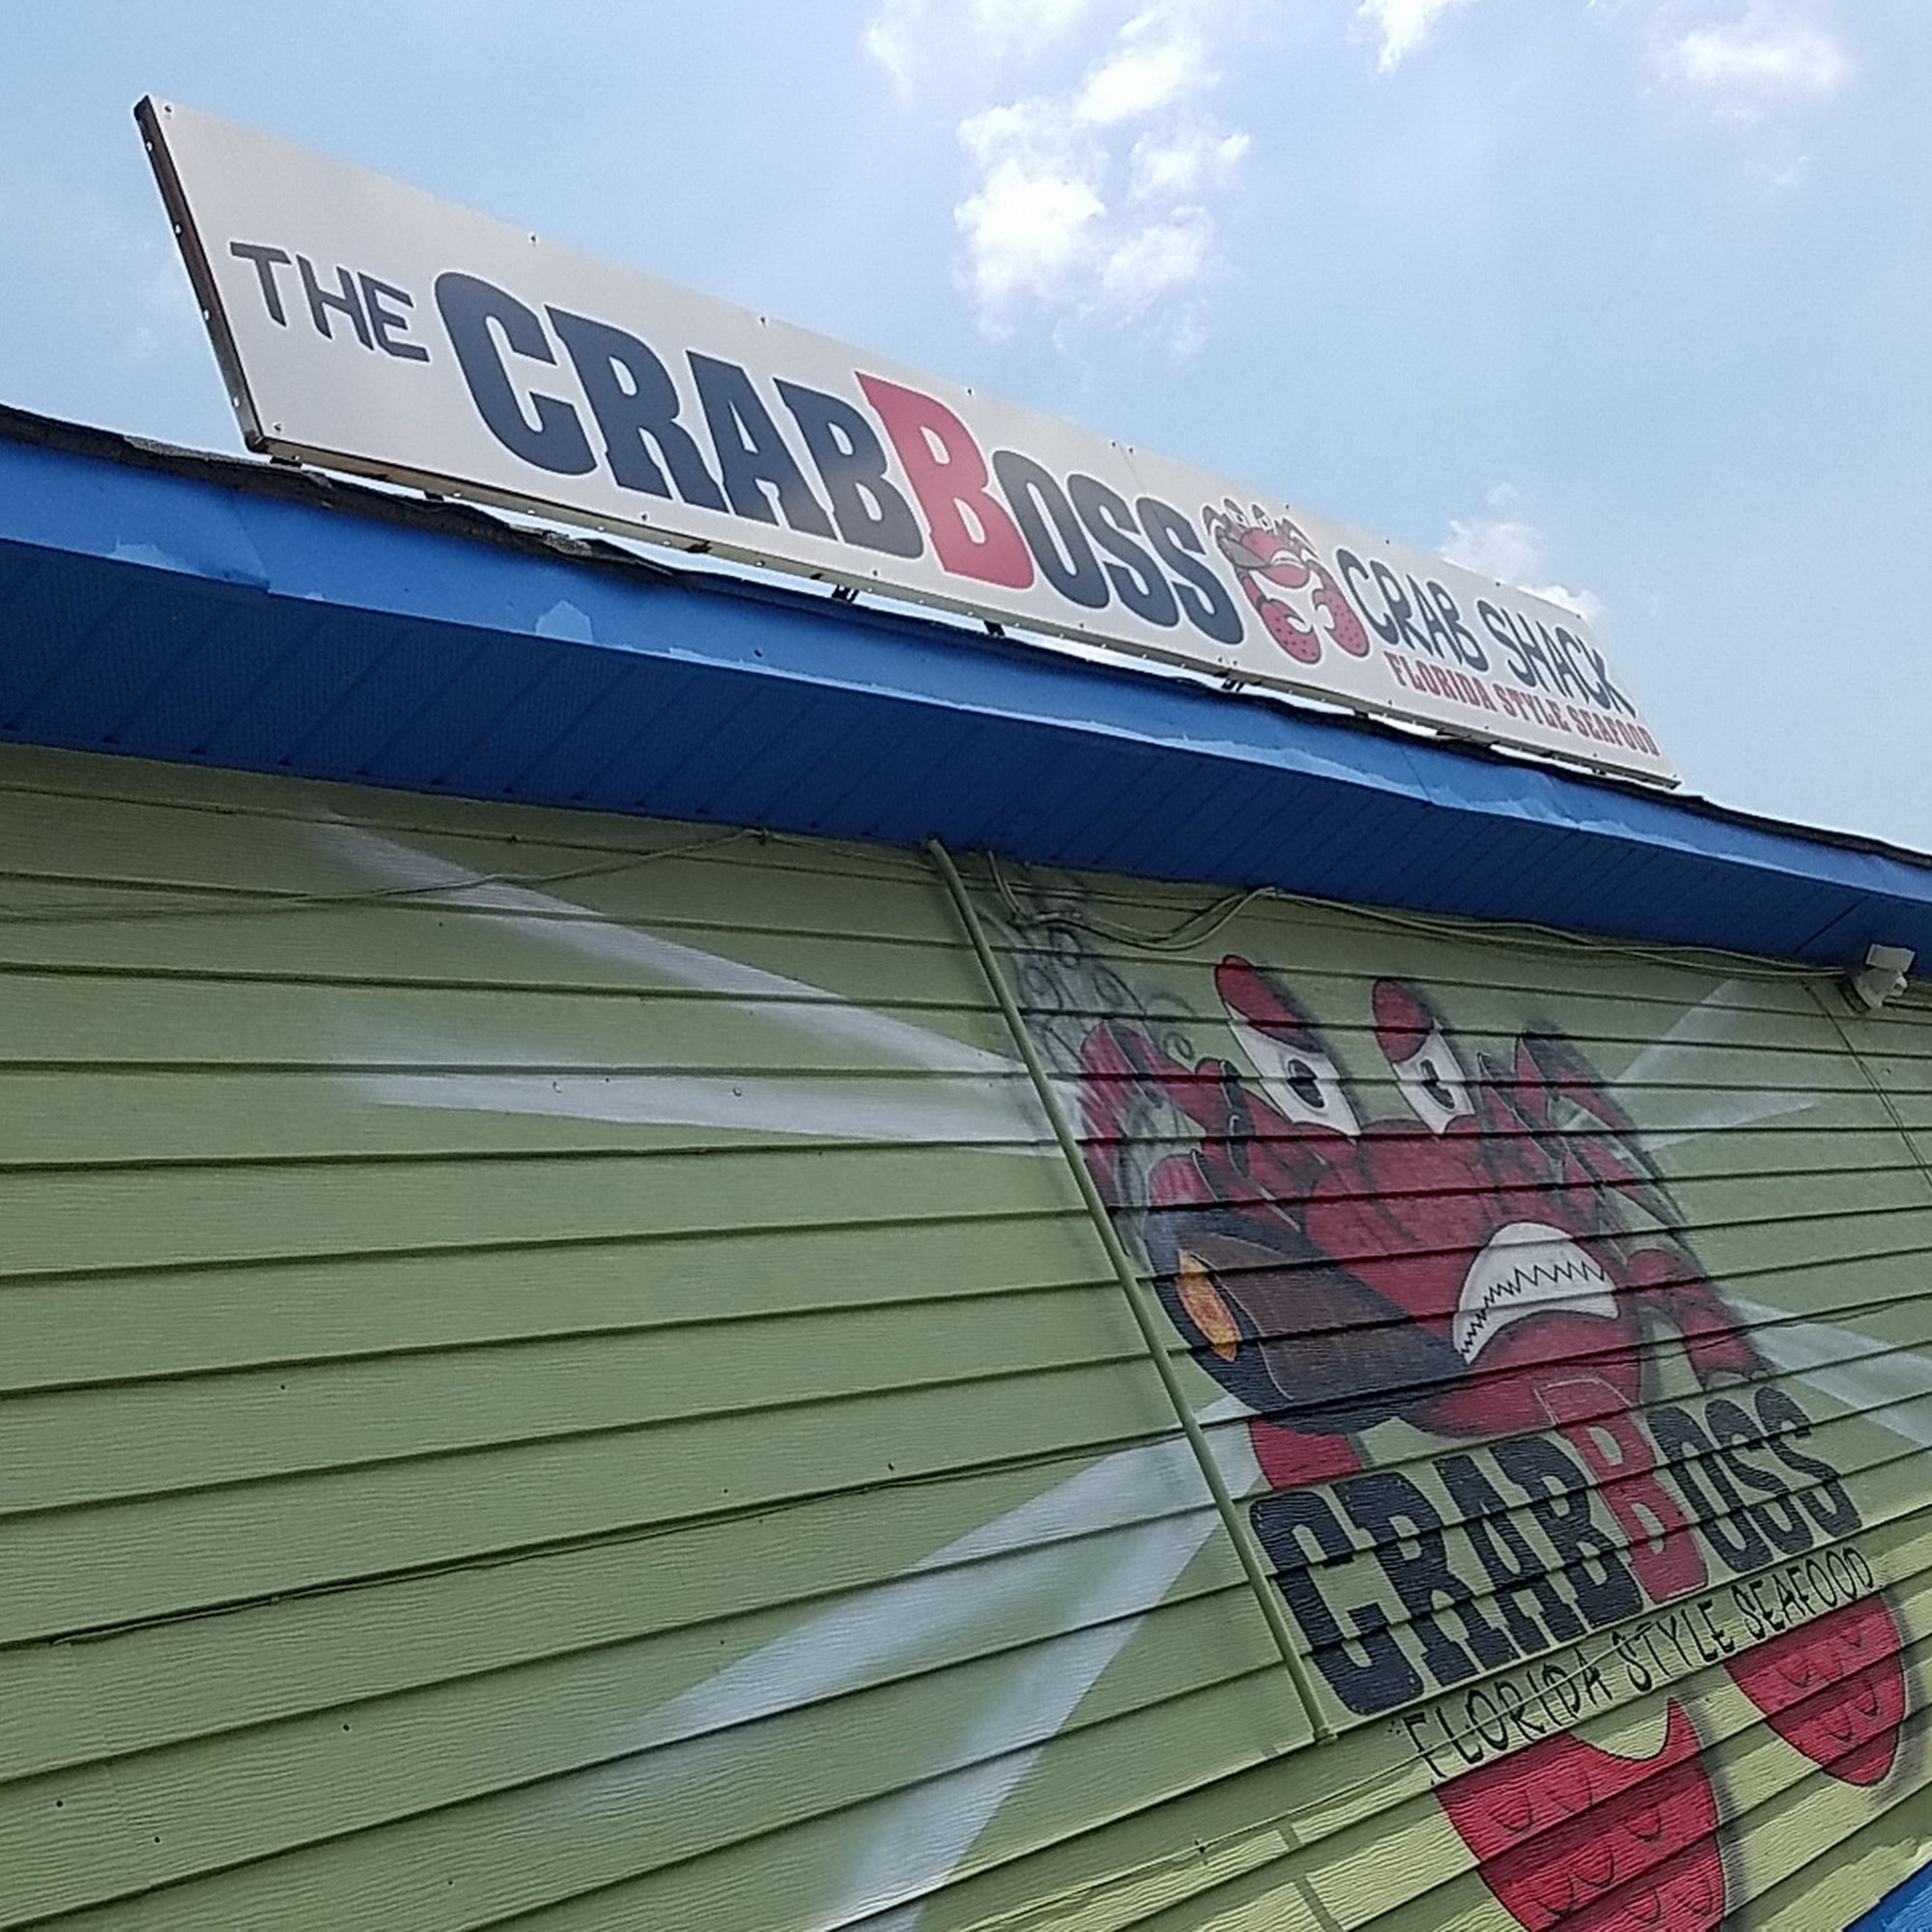 THE CRABBOSS CRAB SHACK
FLORIDA STYLE SEAFOOD
CRABBOSS
FLORIDA STYLE SEAFOOD